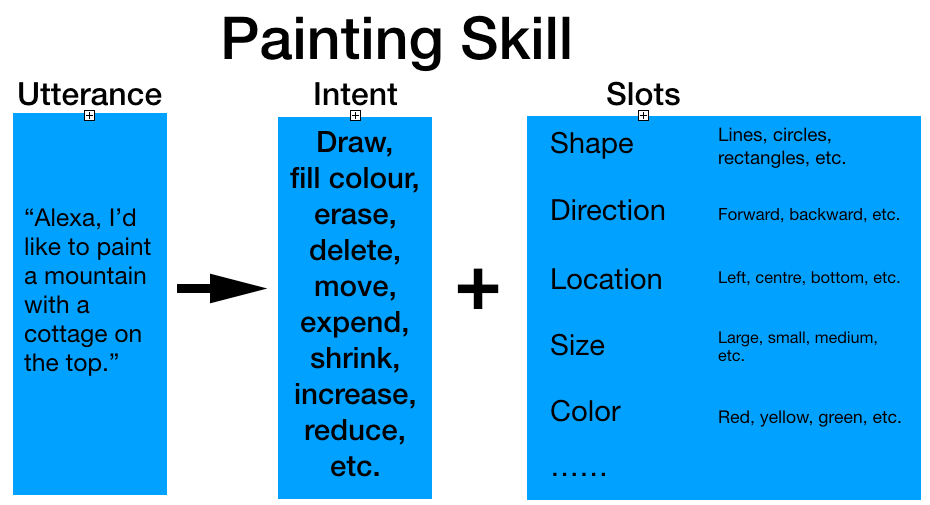 Painting Skill
Utterance
Intent
Slots
“Alexa, I’d
like to paint
a mountain
with a
cottage on
the top.”
Draw,
fill colour,
erase,
delete,
move,
expend,
shrink,
increase,
reduce,
etc.
Shape
Lines, circles,
rectangles, etc.
Direction
Forward, backward, etc.
Location
Left, centre, bottom, etc.
Size
Large, small, medium,
etc.
Color
Red, yellow, green, etc.
……